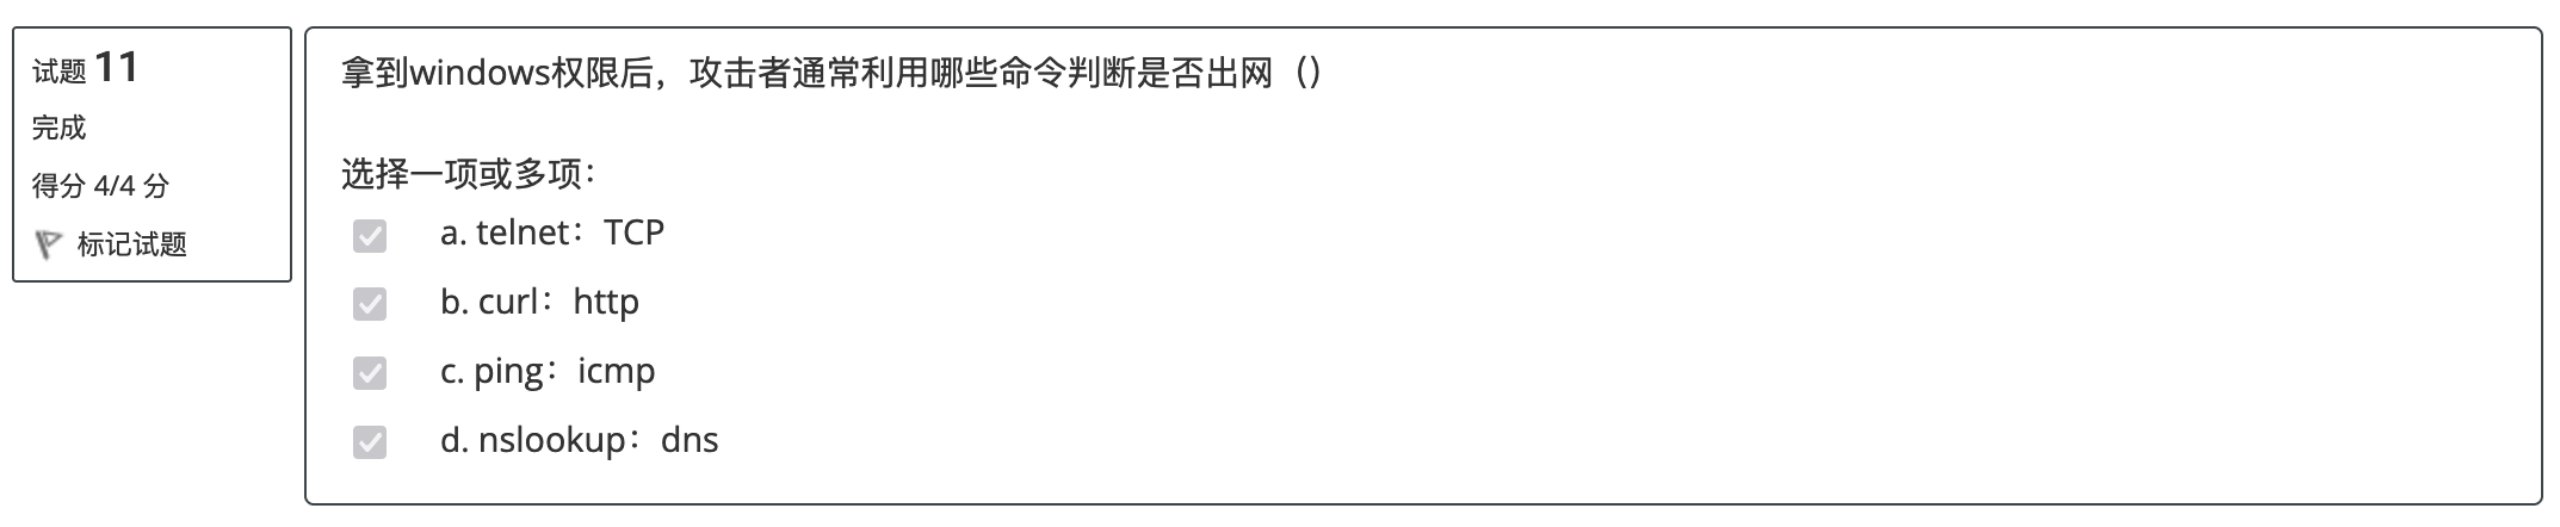 试题 11
完成
得分 4/4 分
标记试题
拿到windows权限后，攻击者通常利用哪些命令判断是否出网（）
选择一项或多项：
a. telnet：TCP
b. curl：http
c. ping：icmp
d. nslookup：dns